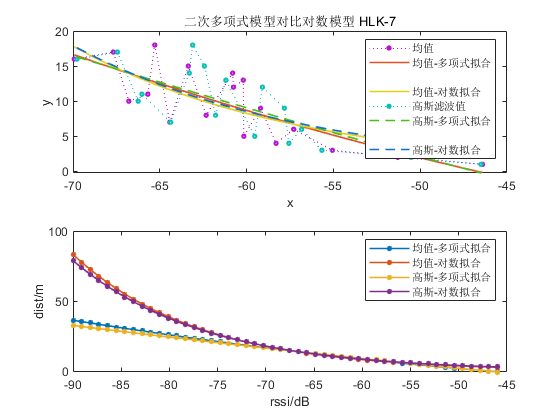 二次多项式模型对比对数模型 HLK-7
20
15
10
5
0
y
-70
-65
-60
-55
-50
-45
x
均值
均值-多项式拟合
均值-对数拟合
高斯滤波值
高斯-多项式拟合
高斯-对数拟合
100
50
0
dist/m
-90
-85
-80
-75
-70
-65
-60
-55
-50
-45
rssi/dB
均值-多项式拟合
均值-对数拟合
高斯-多项式拟合
高斯-对数拟合